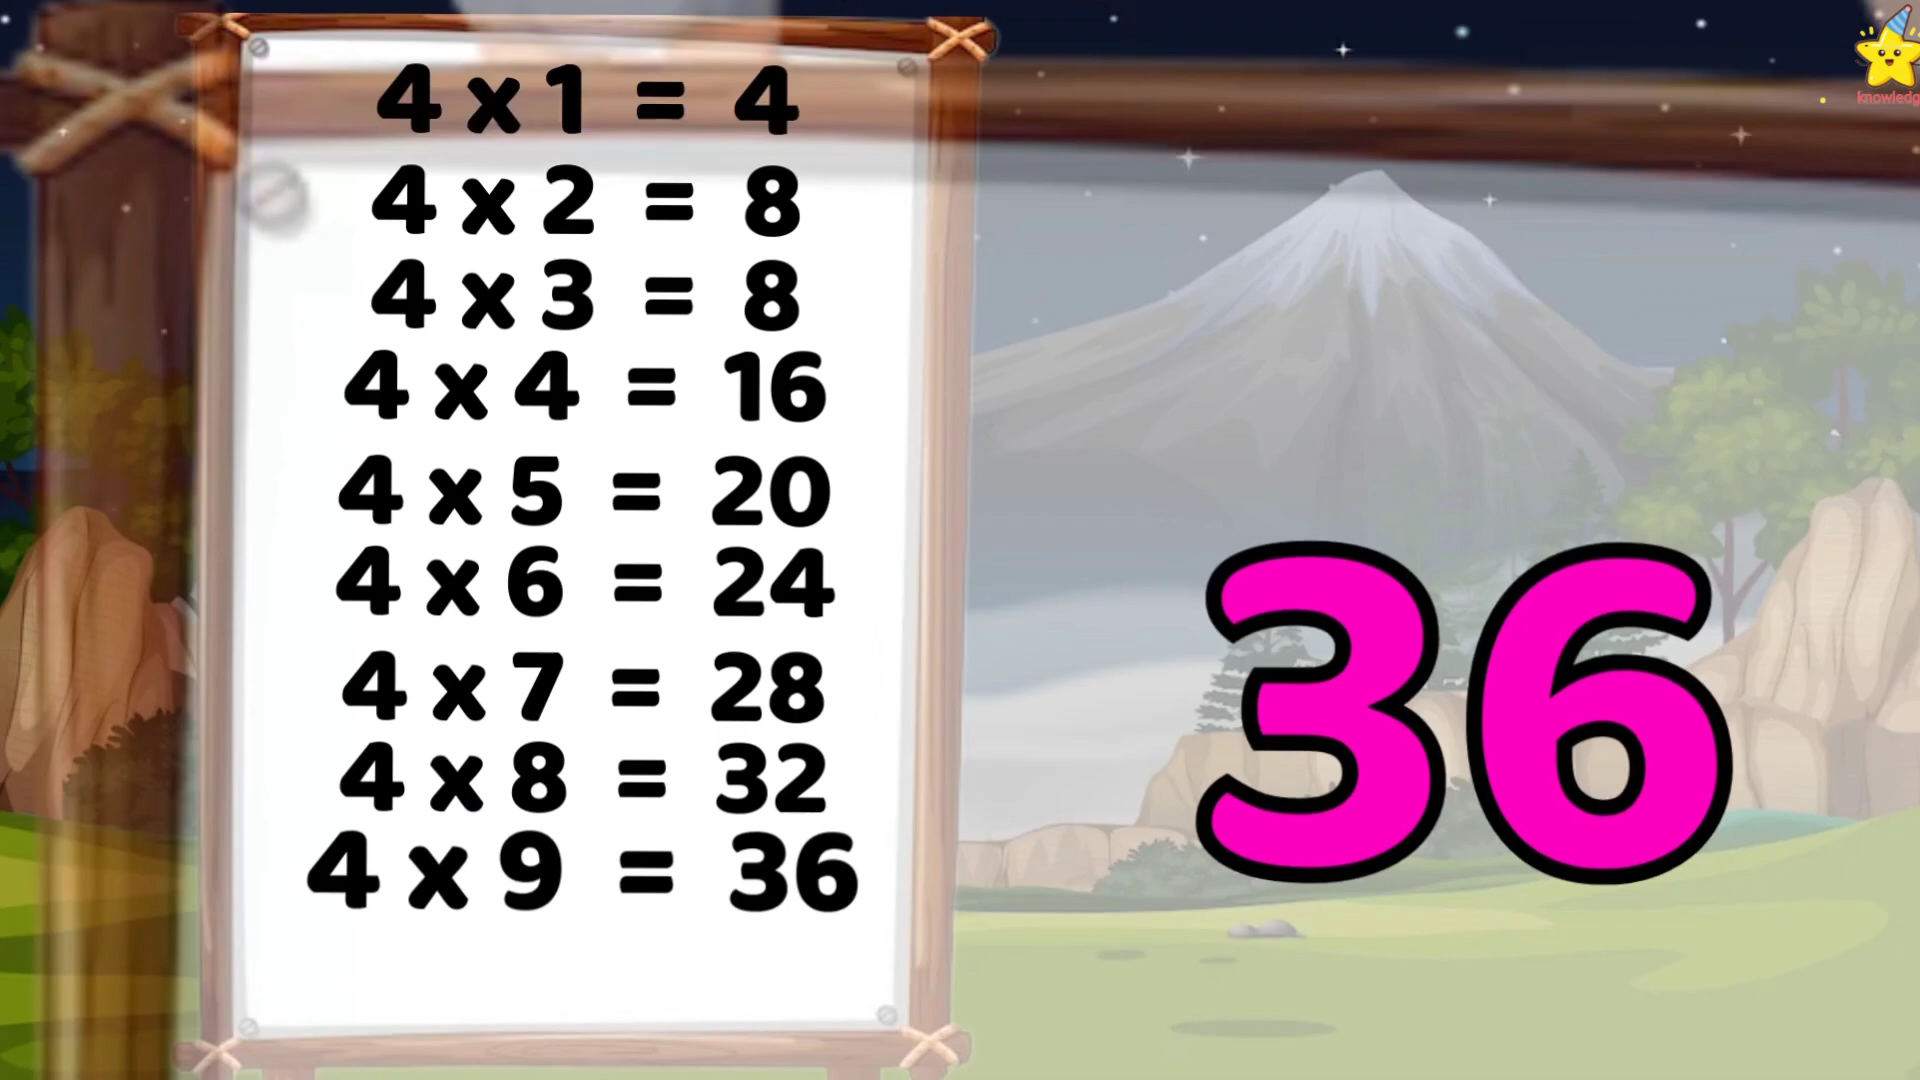 4 x 1 = 4
4 x 2 = 8
4 x 3 = 8
4 x 4 = 16
4 x 5 = 20
4 x 6 = 24
4 x 7 = 28
4 x 8 = 32
4 x 9 = 36
36
knowledg